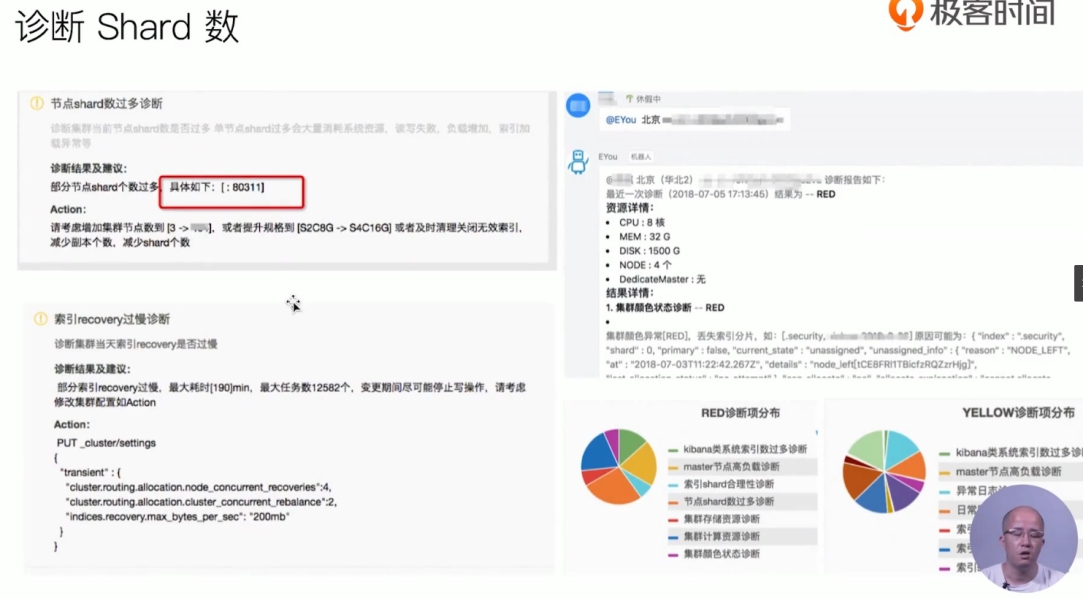 诊断 Shard 数
极客时间
节点shard数过多诊断
诊断集群当前节点shard数是否过多 单节点shard过多会大量消耗系统资源，读写失败，负载增加，索引加
载异常等
诊断结果及建议:
部分节点shard个数过多，具体如下: [ : 80311]
Action:
请考虑增加集群节点数到 [3 -> ], 或者提升规格到 [S2C8G -> S4C16G] 或者及时清理关闭无效索引,
减少副本个数, 减少shard个数
索引recovery过慢诊断
诊断集群当天索引recovery是否过慢
诊断结果及建议:
部分索引recovery过慢，最大耗时[190]min，最大任务数12582个，变更期间尽可能停止写操作，请考虑
修改集群配置如Action
Action:
PUT _cluster/settings
{
"transient" : {
"cluster.routing.allocation.node_concurrent_recoveries":4,
"cluster.routing.allocation.cluster_concurrent_rebalance":2,
"indices.recovery.max_bytes_per_sec": "200mb"
}
}
休假中
@EYou 北京
EYou 机器人
@ 北京（华北2） 诊断报告如下:
最近一次诊断（2018-07-05 17:13:45）结果为 -- RED
资源详情:
• CPU : 8 核
• MEM : 32 G
• DISK : 1500 G
• NODE : 4 个
• DedicateMaster : 无
结果详情:
1. 集群颜色状态诊断 -- RED
•
集群颜色异常[RED]，丢失索引分片，如: [.security, 原因可能为: { "index" : ".security",
"shard" : 0, "primary" : false, "current_state" : "unassigned", "unassigned_info" : { "reason" : "NODE_LEFT",
"at" : "2018-07-03T11:22:42.267Z", "details" : "node_left[tCE8FRl1TBicfzRQZzrHjg]",
RED诊断项分布
kibana类系统索引数过多诊断
master节点高负载诊断
索引shard合理性诊断
节点shard数过多诊断
集群存储资源诊断
集群计算资源诊断
集群颜色状态诊断
YELLOW诊断项分布
kibana类系统索引数过多诊
master节点高负载诊断
异常日志
日常
索引
索引
索引